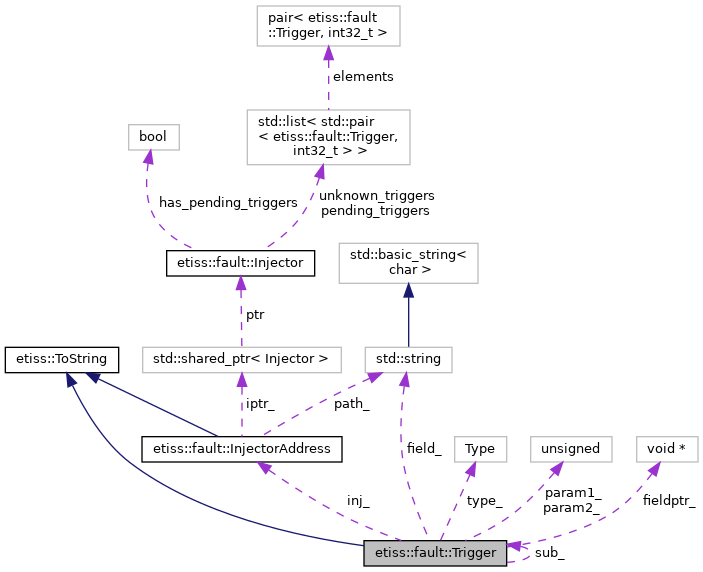 pair< etiss::fault
::Trigger, int32_t >
elements
std::list< std::pair
< etiss::fault::Trigger,
int32_t > >
bool
has_pending_triggers
unknown_triggers
pending_triggers
etiss::fault::Injector
std::basic_string<
char >
ptr
etiss::ToString
std::shared_ptr< Injector >
std::string
iptr_
path_
etiss::fault::InjectorAddress
field_
Type
unsigned
void *
inj_
type_
param1_
param2_
fieldptr_
etiss::fault::Trigger
sub_